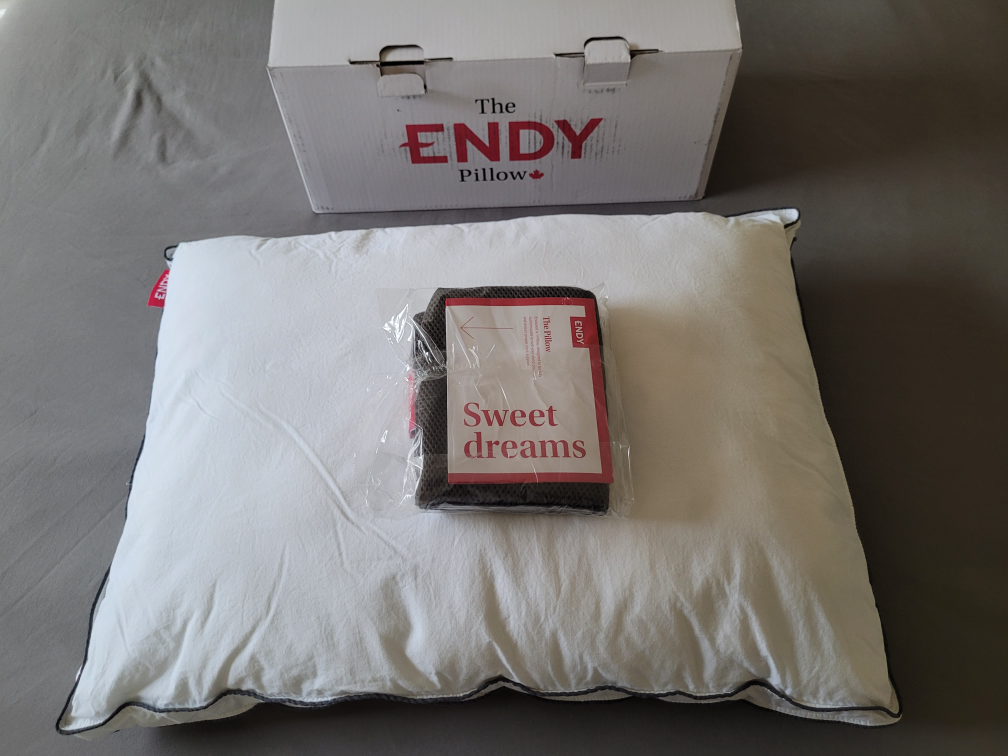 The
ENDY
Pillow
ENDY
ENDY
The Pillow
Sweet
dreams